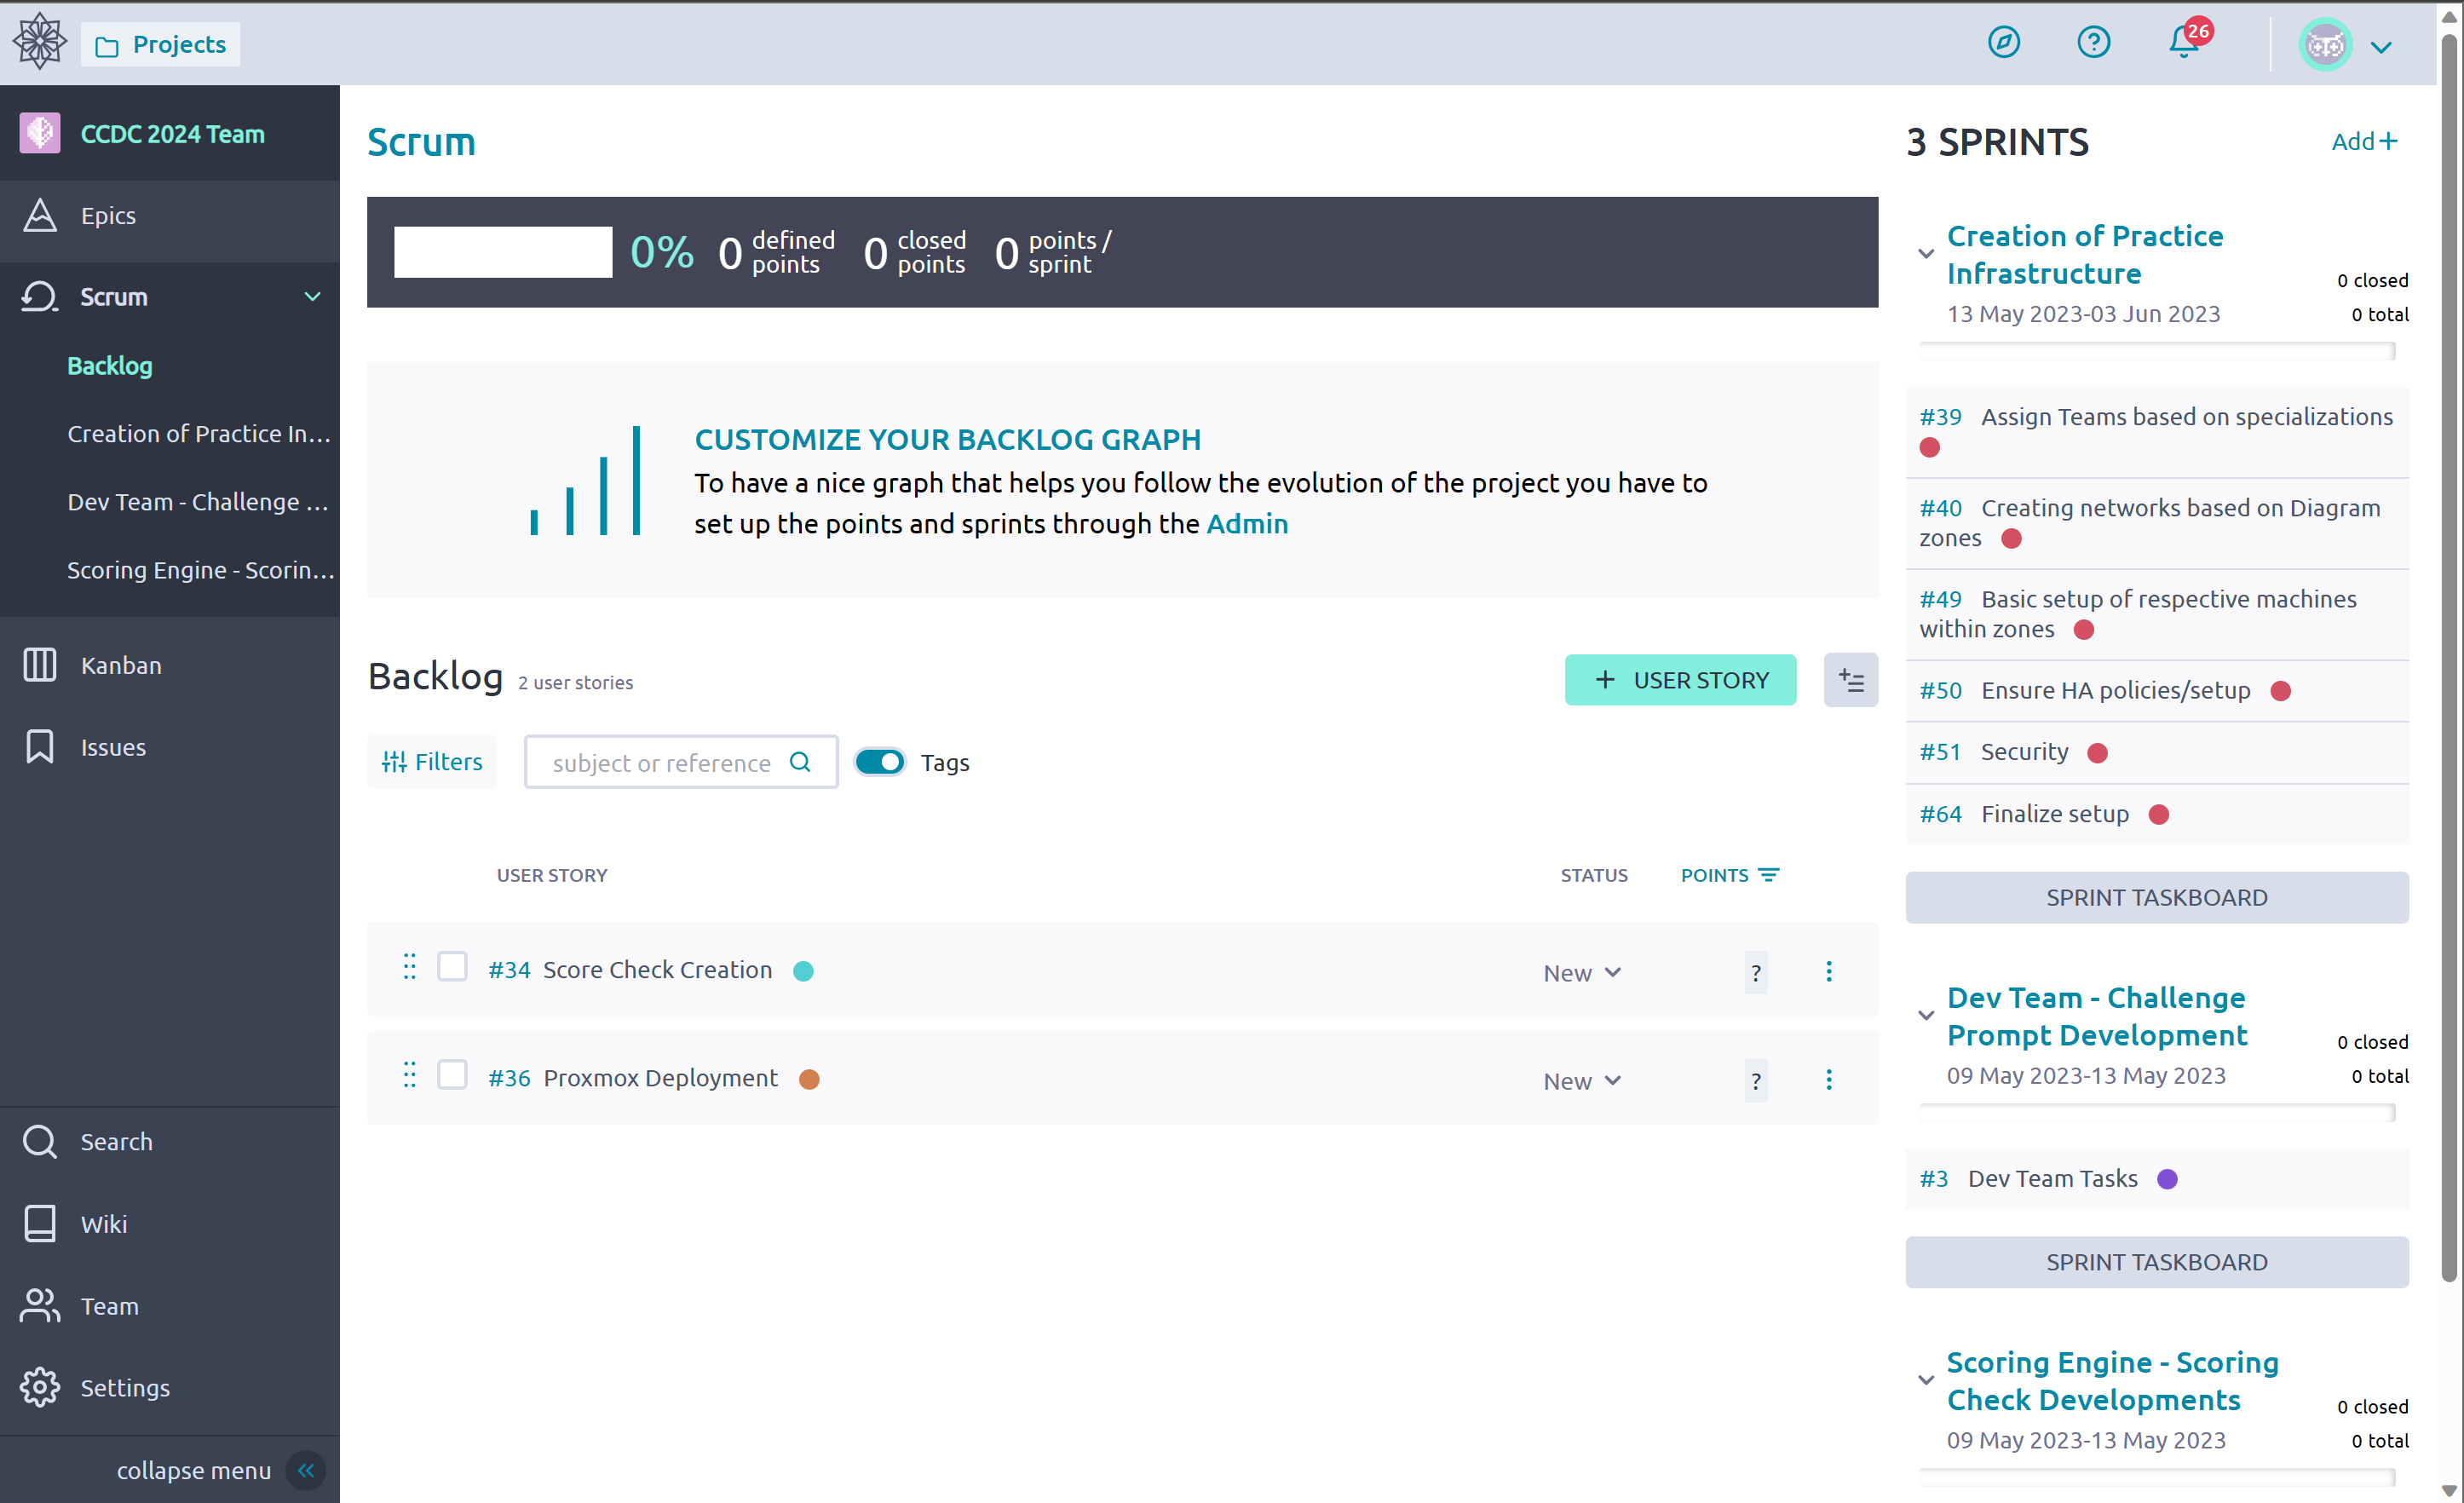 Projects
26
CCDC 2024 Team
Epics
Scrum
Backlog
Creation of Practice In...
Dev Team - Challenge ...
Scoring Engine - Scorin...
Kanban
Issues
Search
Wiki
Team
Settings
collapse menu
Scrum
0%
0 defined points
0 closed points
0 points / sprint
CUSTOMIZE YOUR BACKLOG GRAPH
To have a nice graph that helps you follow the evolution of the project you have to
set up the points and sprints through the Admin
Backlog 2 user stories
+ USER STORY
Filters
subject or reference
Tags
USER STORY STATUS POINTS
#34 Score Check Creation New ?
#36 Proxmox Deployment New ?
3 SPRINTS
Add+
Creation of Practice
Infrastructure
0 closed
13 May 2023-03 Jun 2023
0 total
#39 Assign Teams based on specializations
#40 Creating networks based on Diagram
zones
#49 Basic setup of respective machines
within zones
#50 Ensure HA policies/setup
#51 Security
#64 Finalize setup
SPRINT TASKBOARD
Dev Team - Challenge
Prompt Development
0 closed
09 May 2023-13 May 2023
0 total
#3 Dev Team Tasks
SPRINT TASKBOARD
Scoring Engine - Scoring
Check Developments
0 closed
09 May 2023-13 May 2023
0 total